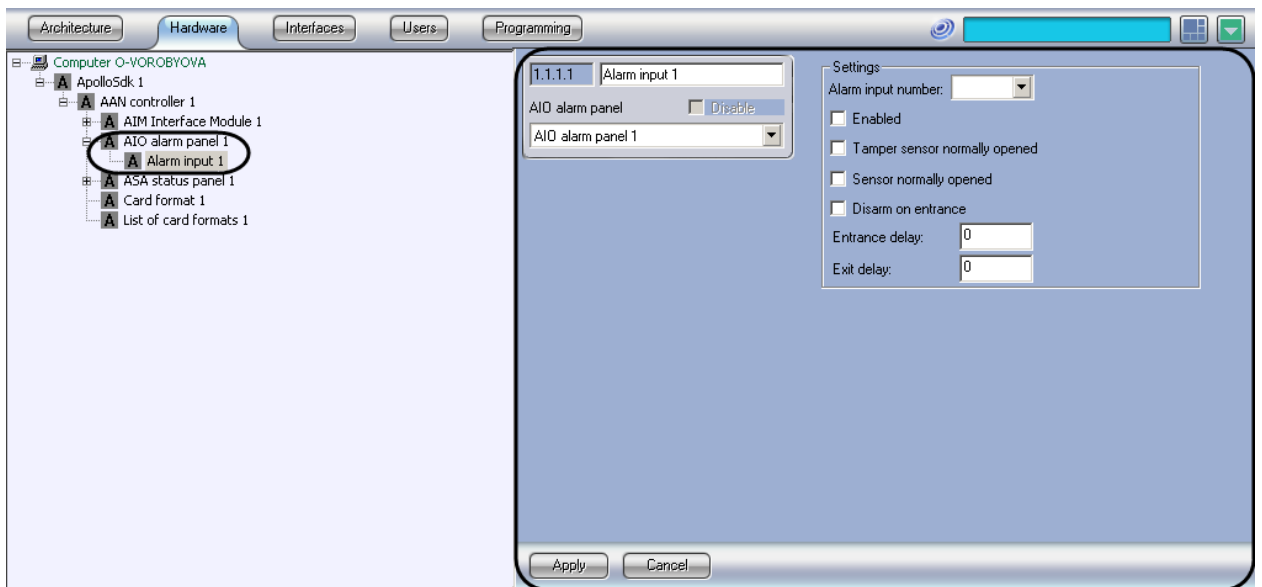 Architecture Hardware Interfaces Users Programming
Computer O-VOROBYOVA
ApolloSdk 1
A AAN controller 1
A AIM Interface Module 1
A AIO alarm panel 1
A Alarm input 1
A ASA status panel 1
A Card format 1
A List of card formats 1
1.1.1.1 Alarm input 1
AIO alarm panel Disable
AIO alarm panel 1
Settings
Alarm input number:
Enabled
Tamper sensor normally opened
Sensor normally opened
Disarm on entrance
Entrance delay: 0
Exit delay: 0
Apply Cancel